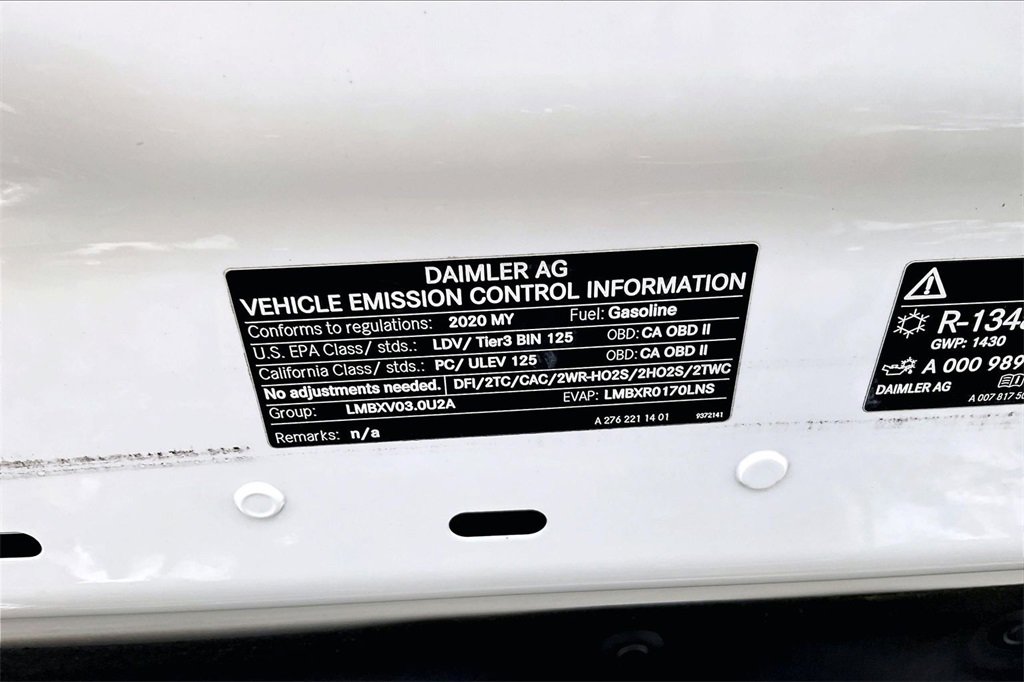 DAIMLER AG
VEHICLE EMISSION CONTROL INFORMATION
Conforms to regulations: 2020 MY Fuel: Gasoline
U.S. EPA Class/ stds.: LDV/ Tier3 BIN 125 OBD: CA OBD II
California Class/ stds.: PC/ ULEV 125 OBD: CA OBD II
No adjustments needed. DFI/2TC/CAC/2WR-HO2S/2HO2S/2TWC
Group: LMBXV03.0U2A EVAP: LMBXR0170LNS
Remarks: n/a A 276 221 14 01 9372141
R-134
GWP: 1430
A 000 989
DAIMLER AG
A 007 817 50